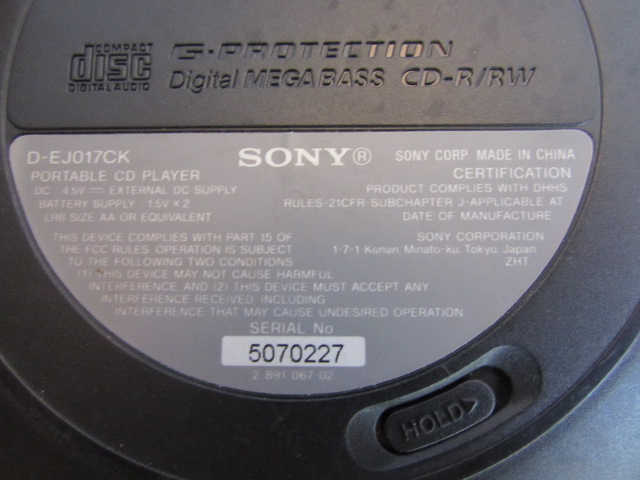 COMPACT
disc
DIGITAL AUDIO
G-PROTECTION
Digital MEGABASS CD-R/RW
D-EJ017CK
PORTABLE CD PLAYER
DC 4.5V ⎓ EXTERNAL DC SUPPLY
BATTERY SUPPLY 1.5V × 2
LR6 SIZE AA OR EQUIVALENT
SONY®
SONY CORP. MADE IN CHINA
CERTIFICATION
PRODUCT COMPLIES WITH DHHS
RULES-21CFR-SUBCHAPTER J-APPLICABLE AT
DATE OF MANUFACTURE.
THIS DEVICE COMPLIES WITH PART 15 OF
THE FCC RULES. OPERATION IS SUBJECT
TO THE FOLLOWING TWO CONDITIONS
(1) THIS DEVICE MAY NOT CAUSE HARMFUL
INTERFERENCE, AND (2) THIS DEVICE MUST ACCEPT ANY
INTERFERENCE RECEIVED, INCLUDING
INTERFERENCE THAT MAY CAUSE UNDESIRED OPERATION.
SONY CORPORATION
1-7-1 Konan, Minato-ku, Tokyo, Japan
ZHT
SERIAL No
5070227
2-891-067-02
HOLD>